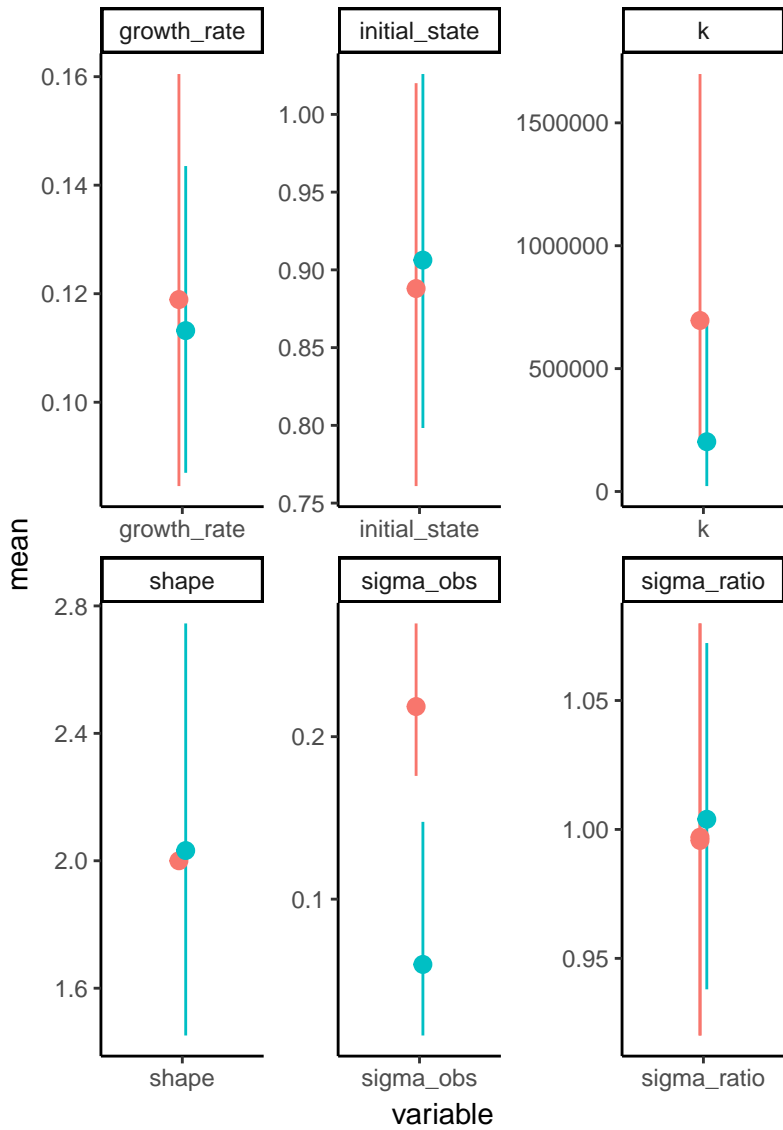 growth_rate
initial_state
k
0.16
0.14
0.12
0.10
1.00
0.95
0.90
0.85
0.80
0.75
1500000
1000000
500000
0
growth_rate
initial_state
k
mean
shape
sigma_obs
sigma_ratio
2.8
2.4
2.0
1.6
0.2
0.1
1.05
1.00
0.95
shape
sigma_obs
sigma_ratio
variable